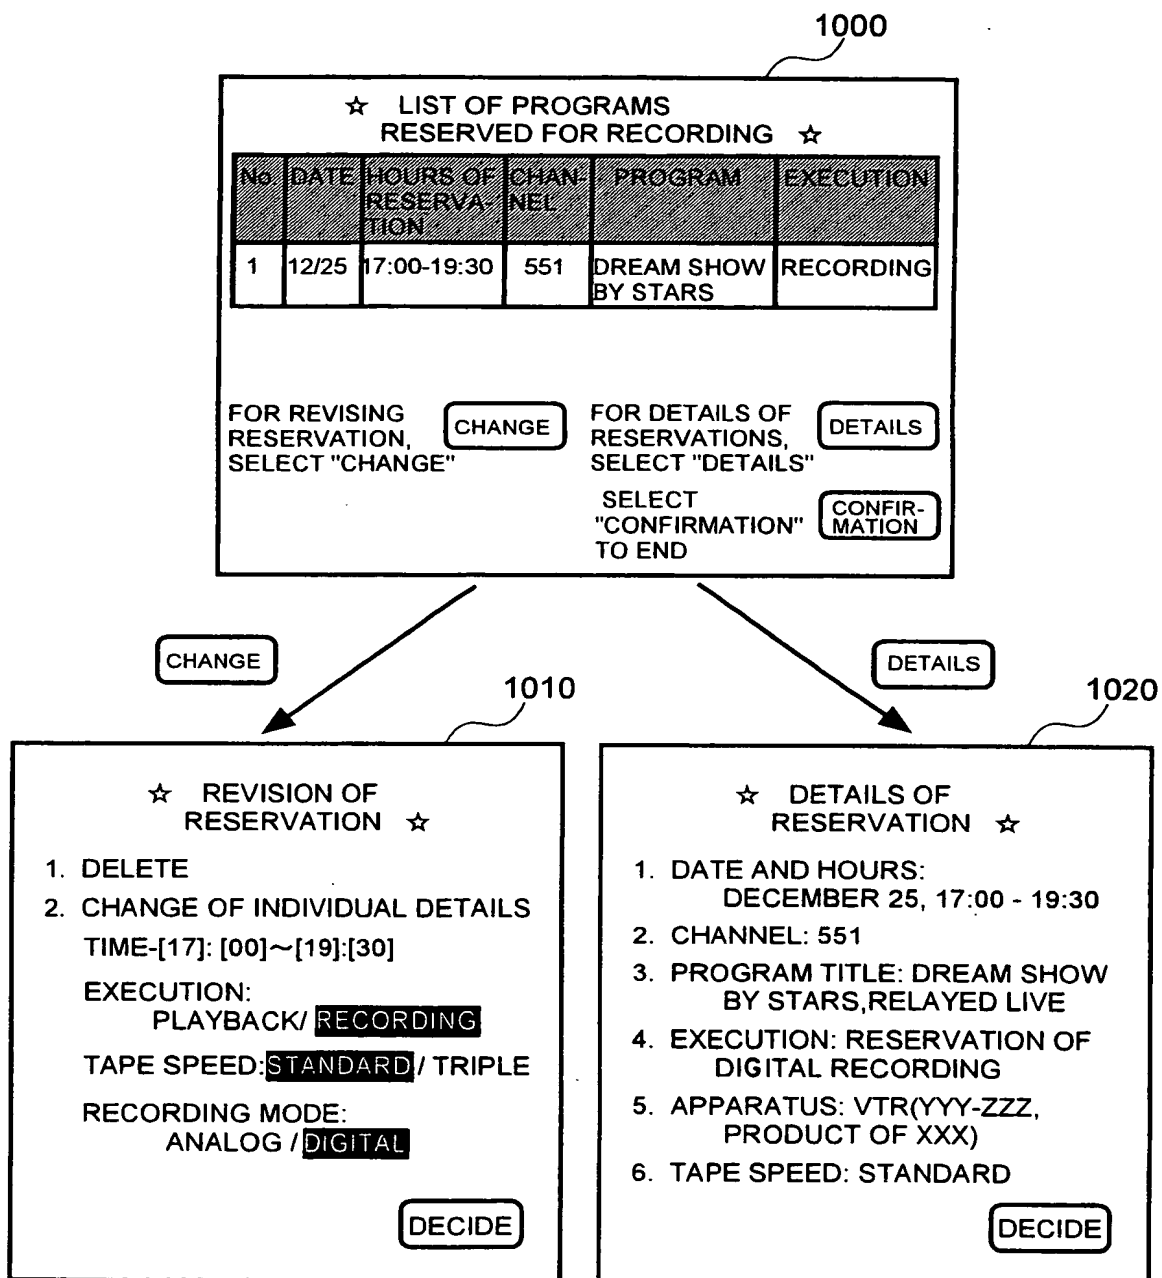 1000
☆ LIST OF PROGRAMS
RESERVED FOR RECORDING ☆
No. DATE HOURS OF RESERVA-TION CHAN-NEL PROGRAM EXECUTION
1 12/25 17:00-19:30 551 DREAM SHOW BY STARS RECORDING
FOR REVISING
RESERVATION,
SELECT "CHANGE"
CHANGE
FOR DETAILS OF
RESERVATIONS,
SELECT "DETAILS"
DETAILS
SELECT
"CONFIRMATION"
TO END
CONFIR-
MATION
CHANGE
DETAILS
1010
☆ REVISION OF
RESERVATION ☆
1. DELETE
2. CHANGE OF INDIVIDUAL DETAILS
TIME-[17]: [00]~[19]:[30]
EXECUTION:
PLAYBACK/ RECORDING
TAPE SPEED:STANDARD / TRIPLE
RECORDING MODE:
ANALOG / DIGITAL
DECIDE
1020
☆ DETAILS OF
RESERVATION ☆
1. DATE AND HOURS:
DECEMBER 25, 17:00 - 19:30
2. CHANNEL: 551
3. PROGRAM TITLE: DREAM SHOW
BY STARS,RELAYED LIVE
4. EXECUTION: RESERVATION OF
DIGITAL RECORDING
5. APPARATUS: VTR(YYY-ZZZ,
PRODUCT OF XXX)
6. TAPE SPEED: STANDARD
DECIDE